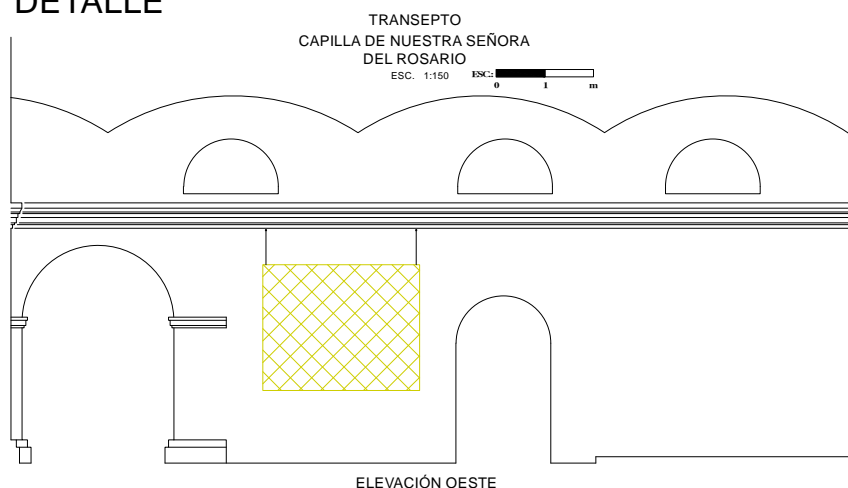 DETALLE
TRANSEPTO
CAPILLA DE NUESTRA SEÑORA
DEL ROSARIO
ESC. 1:150 ESC.:
0 1 m
ELEVACIÓN OESTE